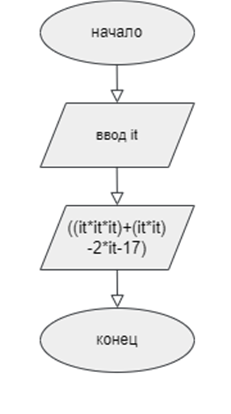 начало
ввод it
((it*it*it)+(it*it)
-2*it-17)
конец